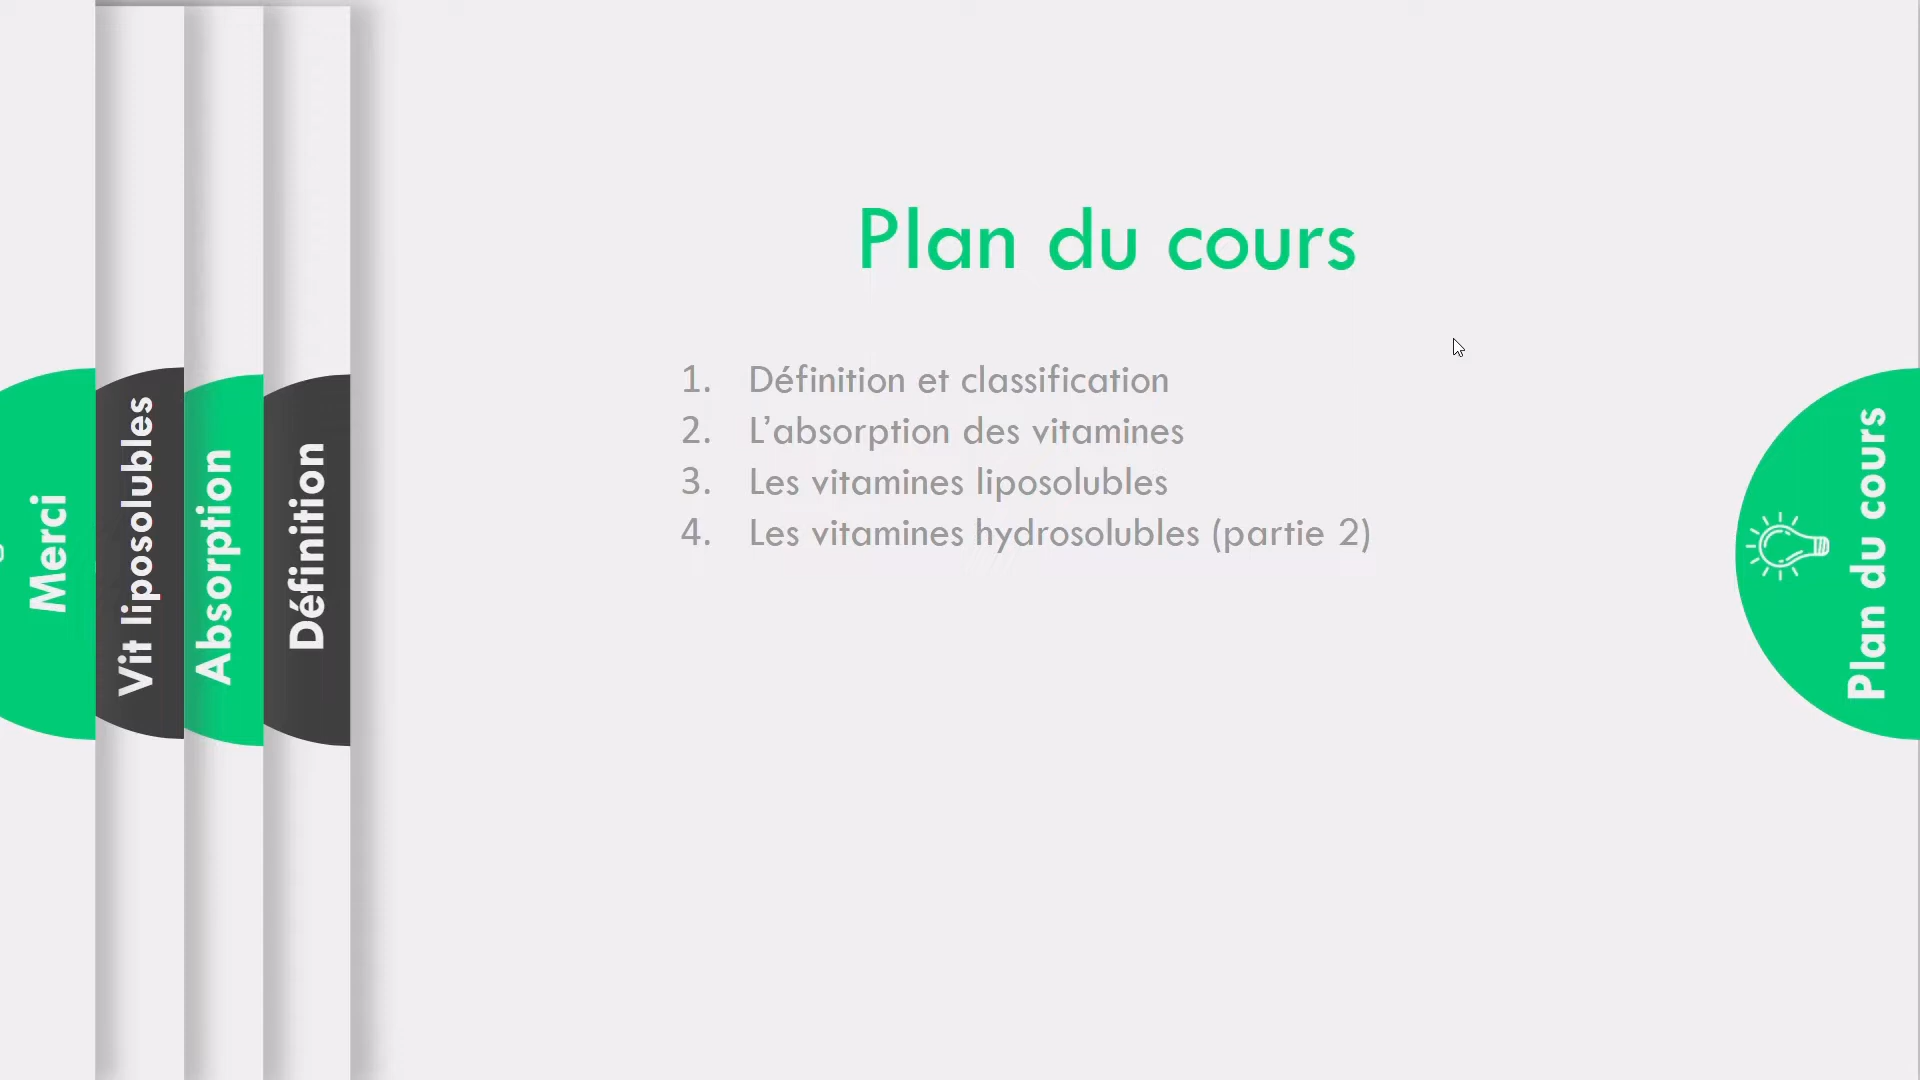 Merci
Vit liposolubles
Absorption
Définition
Plan du cours
1. Définition et classification
2. L’absorption des vitamines
3. Les vitamines liposolubles
4. Les vitamines hydrosolubles (partie 2)
Plan du cours